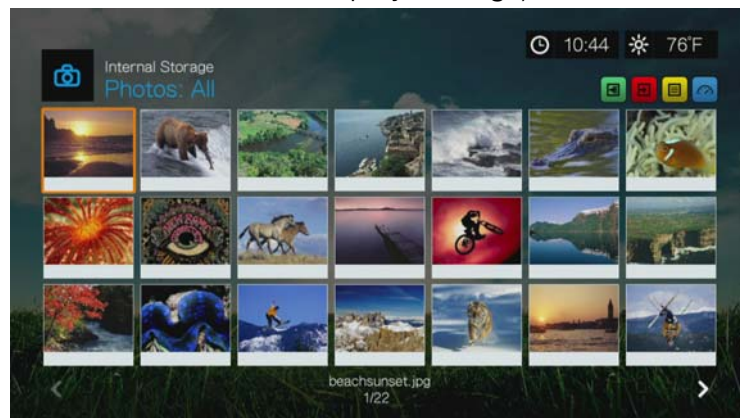 10:44 76°F
Internal Storage
Photos: All
beachsunset.jpg
1/22